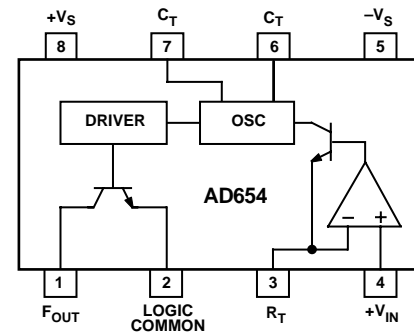 +VS CT CT –VS
8 7 6 5
DRIVER OSC
AD654
– +
1 2 3 4
FOUT LOGIC COMMON RT +VIN